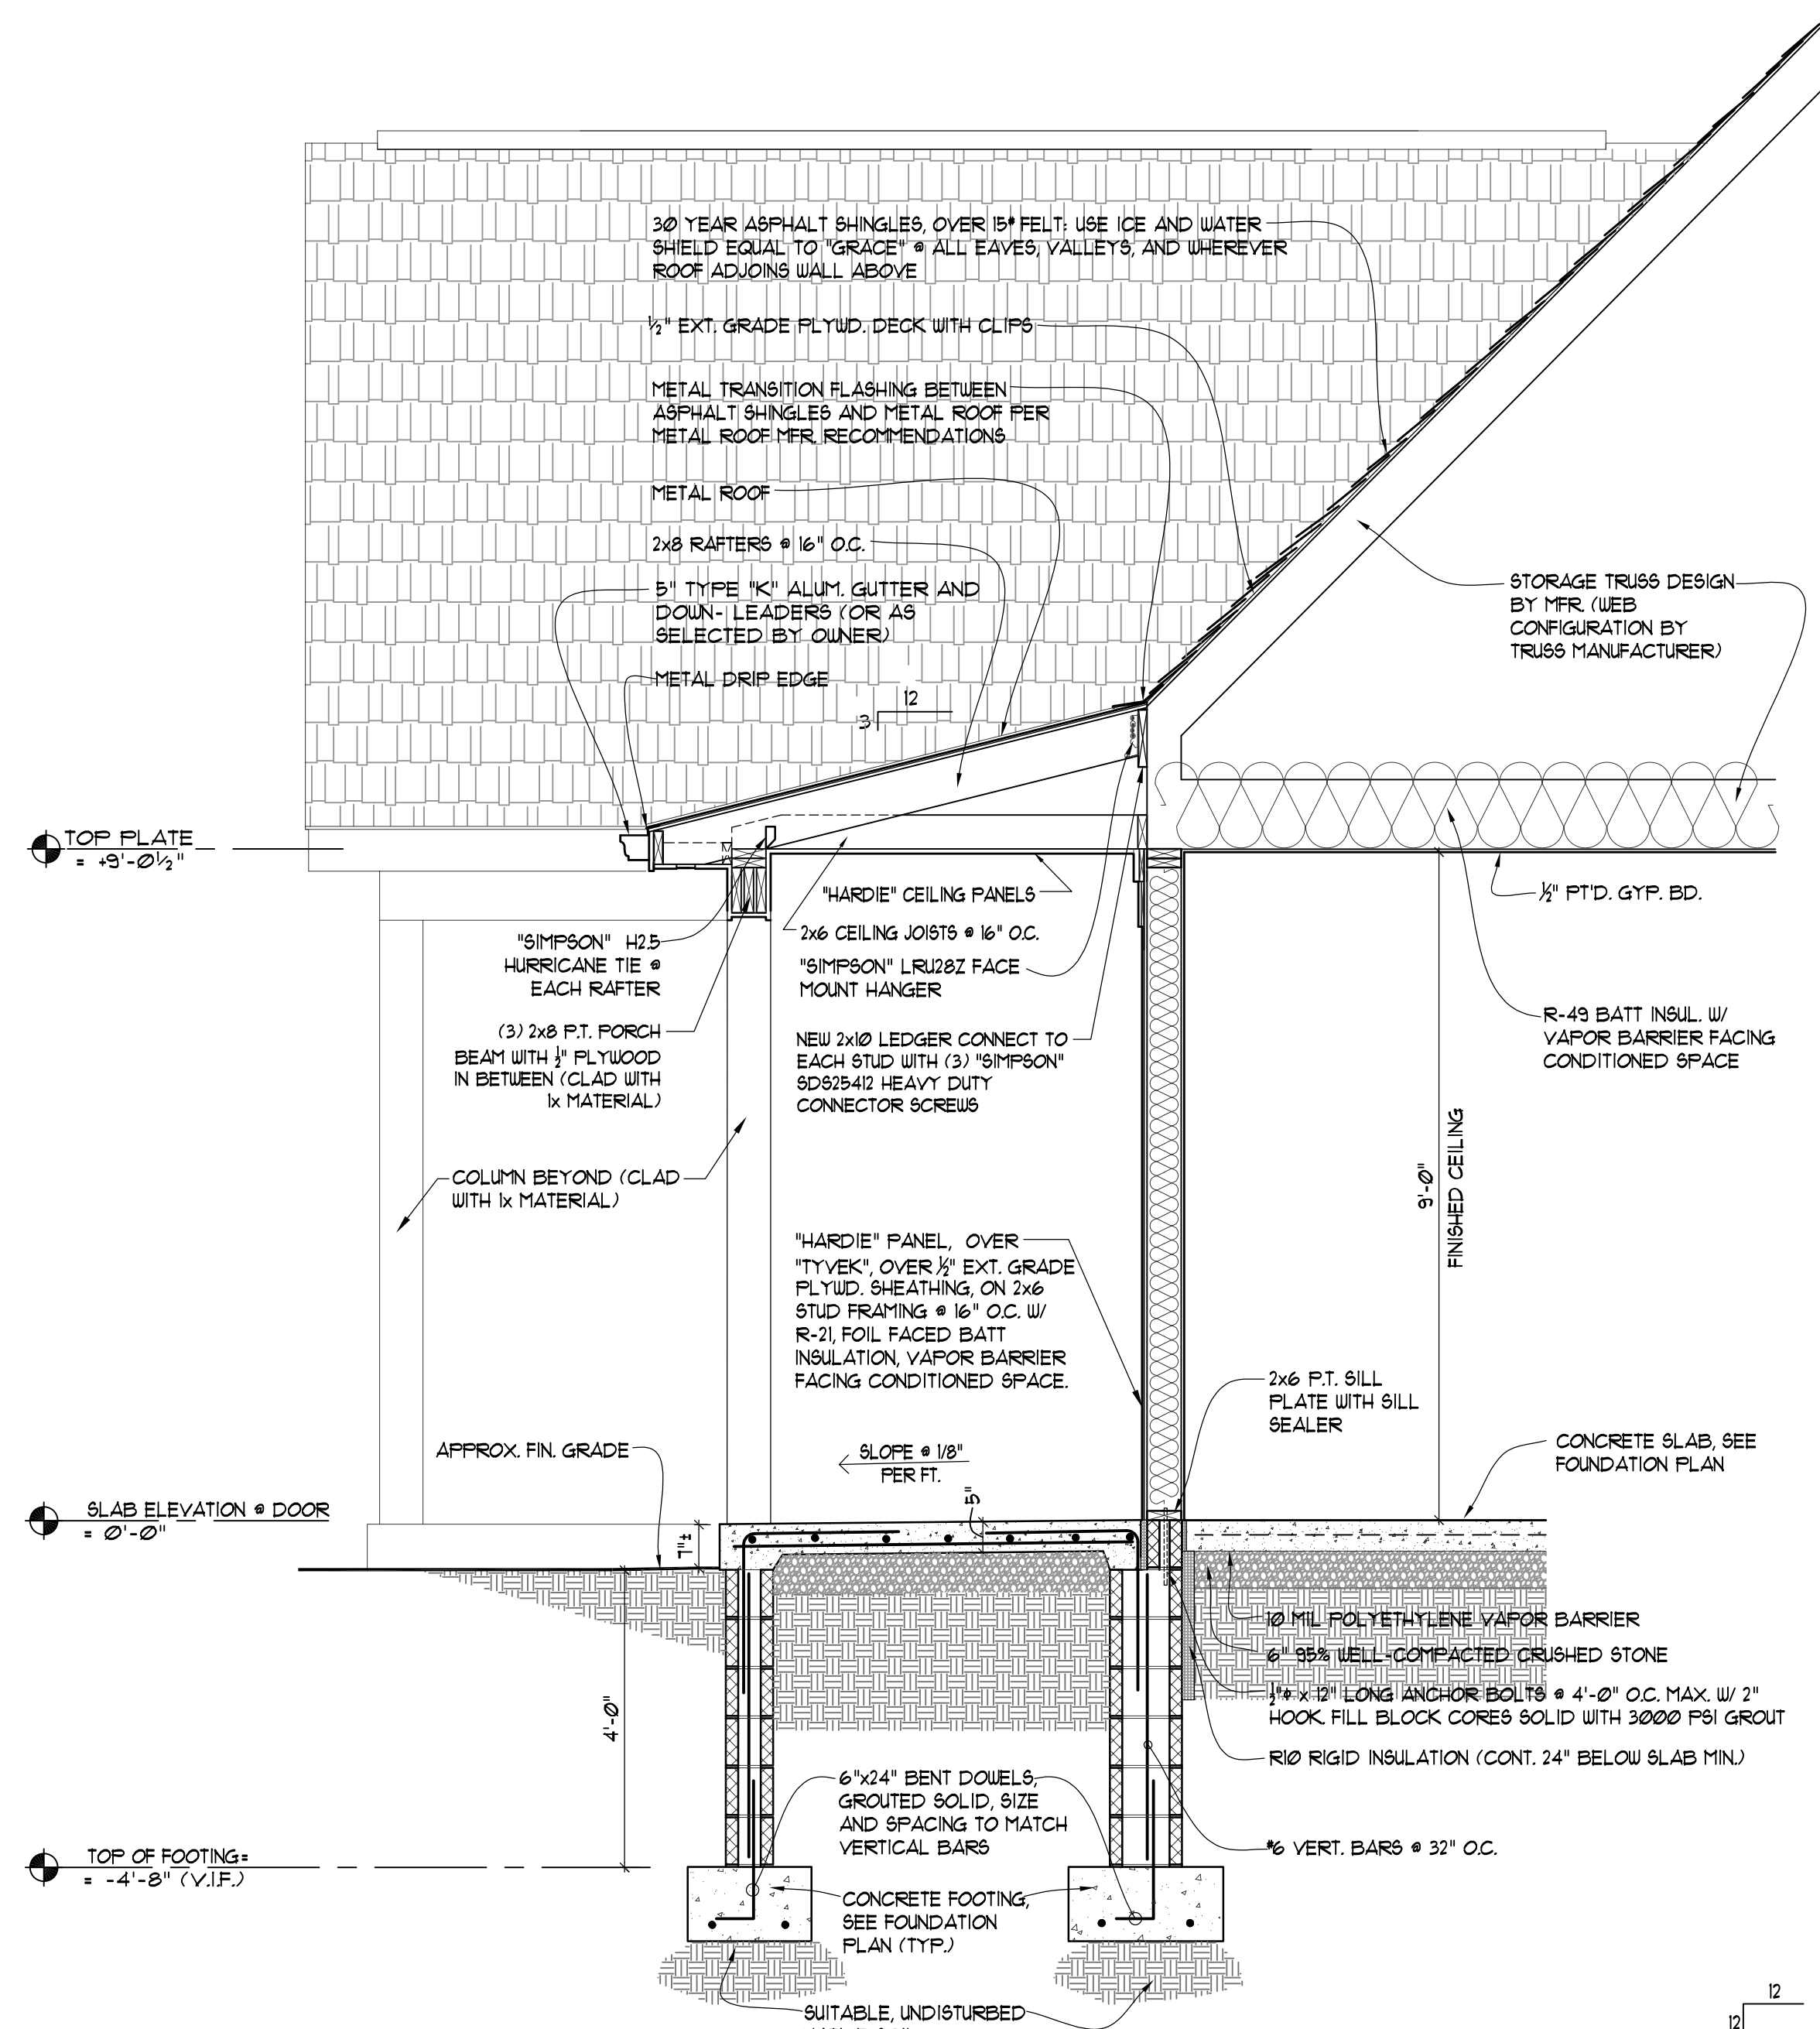 30 YEAR ASPHALT SHINGLES, OVER 15# FELT: USE ICE AND WATER
SHIELD EQUAL TO "GRACE" @ ALL EAVES, VALLEYS, AND WHEREVER
ROOF ADJOINS WALL ABOVE
½" EXT. GRADE PLYWD. DECK WITH CLIPS
METAL TRANSITION FLASHING BETWEEN
ASPHALT SHINGLES AND METAL ROOF PER
METAL ROOF MFR. RECOMMENDATIONS
METAL ROOF
2x8 RAFTERS @ 16" O.C.
5" TYPE "K" ALUM. GUTTER AND
DOWN- LEADERS (OR AS
SELECTED BY OWNER)
METAL DRIP EDGE
12
3
STORAGE TRUSS DESIGN
BY MFR. (WEB
CONFIGURATION BY
TRUSS MANUFACTURER)
TOP PLATE
= +9'-0½"
"HARDIE" CEILING PANELS
½" PT'D. GYP. BD.
2x6 CEILING JOISTS @ 16" O.C.
"SIMPSON" H2.5
HURRICANE TIE @
EACH RAFTER
"SIMPSON" LRU28Z FACE
MOUNT HANGER
(3) 2x8 P.T. PORCH
BEAM WITH ½" PLYWOOD
IN BETWEEN (CLAD WITH
1x MATERIAL)
NEW 2x10 LEDGER CONNECT TO
EACH STUD WITH (3) "SIMPSON"
SDS25412 HEAVY DUTY
CONNECTOR SCREWS
R-49 BATT INSUL. W/
VAPOR BARRIER FACING
CONDITIONED SPACE
9'-0"
FINISHED CEILING
COLUMN BEYOND (CLAD
WITH 1x MATERIAL)
"HARDIE" PANEL, OVER
"TYVEK", OVER ½" EXT. GRADE
PLYWD. SHEATHING, ON 2x6
STUD FRAMING @ 16" O.C. W/
R-21, FOIL FACED BATT
INSULATION, VAPOR BARRIER
FACING CONDITIONED SPACE.
2x6 P.T. SILL
PLATE WITH SILL
SEALER
APPROX. FIN. GRADE
SLOPE @ 1/8"
PER FT.
CONCRETE SLAB, SEE
FOUNDATION PLAN
SLAB ELEVATION @ DOOR
= 0'-0"
5"
7"±
10 MIL POLYETHYLENE VAPOR BARRIER
6" 95% WELL-COMPACTED CRUSHED STONE
½"ø x 12" LONG ANCHOR BOLTS @ 4'-0" O.C. MAX. W/ 2"
HOOK. FILL BLOCK CORES SOLID WITH 3000 PSI GROUT
R10 RIGID INSULATION (CONT. 24" BELOW SLAB MIN.)
4'-0"
6"x24" BENT DOWELS,
GROUTED SOLID, SIZE
AND SPACING TO MATCH
VERTICAL BARS
#6 VERT. BARS @ 32" O.C.
TOP OF FOOTING=
= -4'-8" (V.I.F.)
CONCRETE FOOTING,
SEE FOUNDATION
PLAN (TYP.)
SUITABLE, UNDISTURBED
12
12